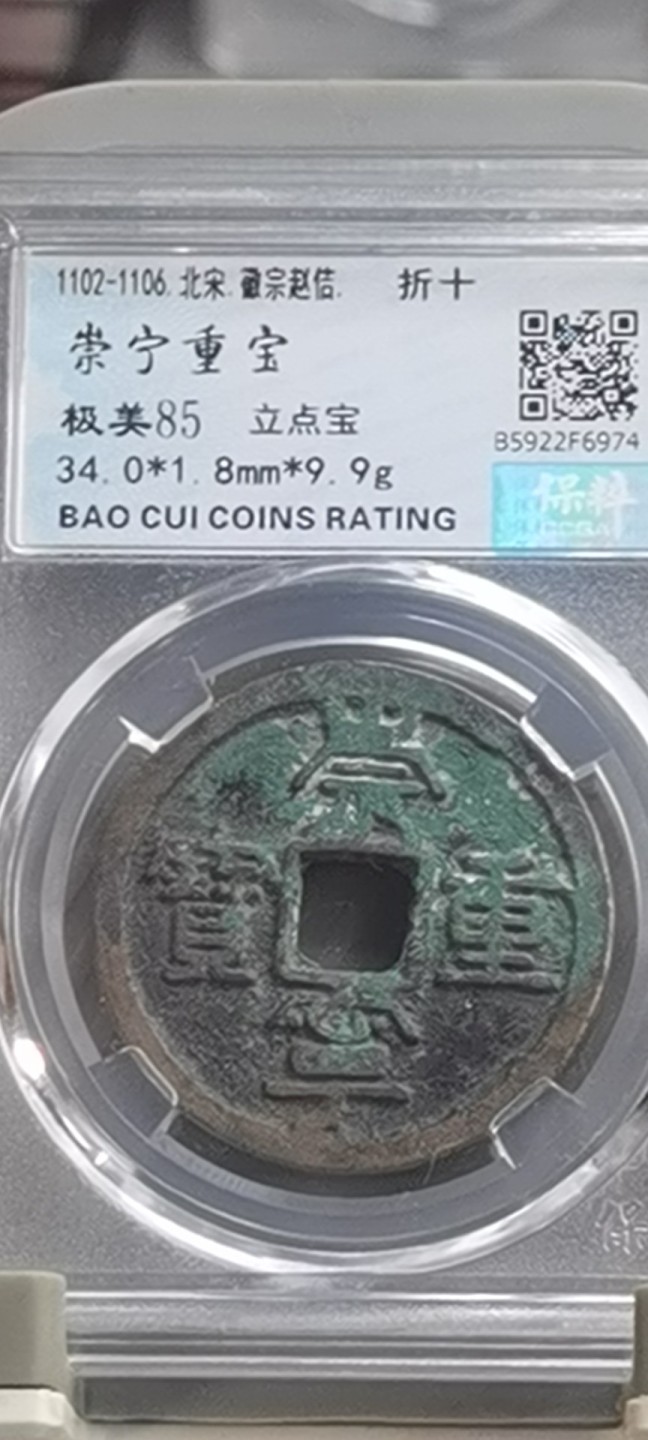 1102-1106.北宋.徽宗赵佶. 折十
崇宁重宝
极美85 立点宝
B5922F6974
34.0*1.8mm*9.9g
保粹
BAO CUI COINS RATING
崇
寶 重
寧